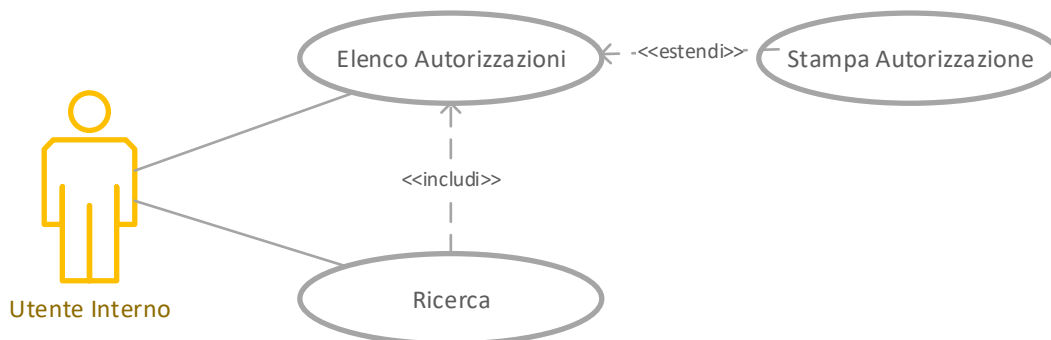 Elenco Autorizzazioni
<<estendi>>
Stampa Autorizzazione
<<includi>>
Ricerca
Utente Interno